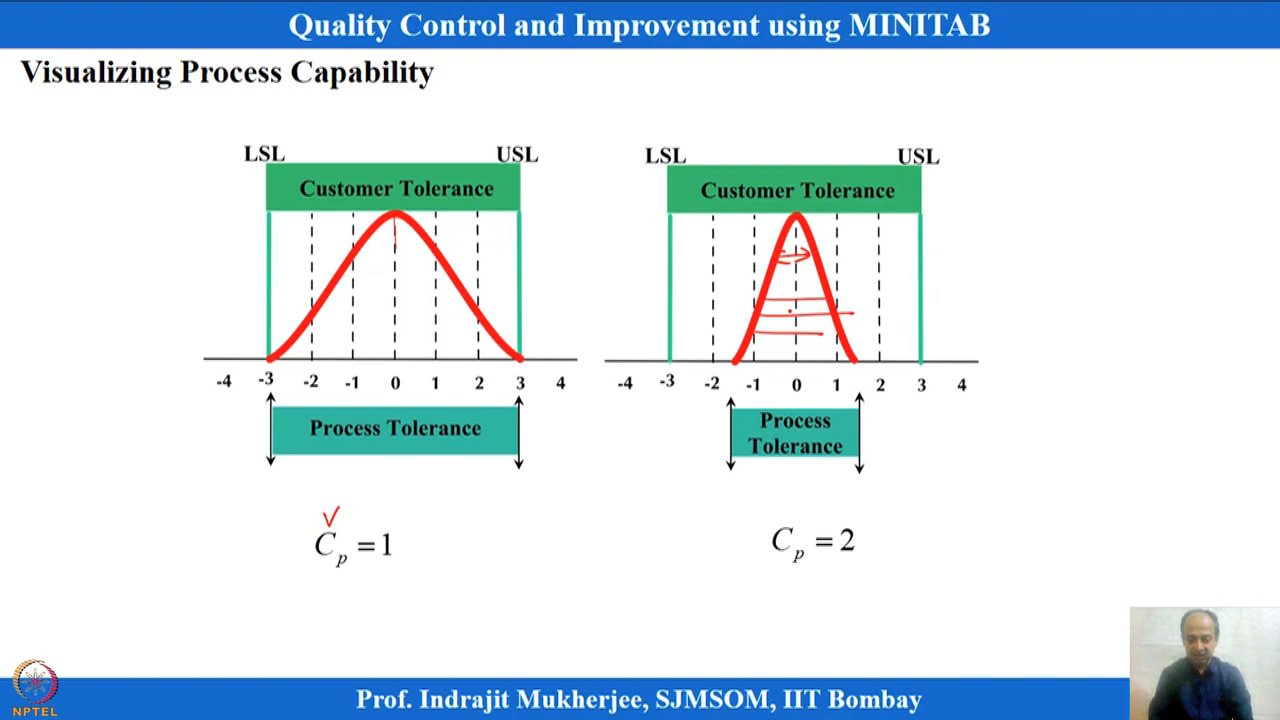 Quality Control and Improvement using MINITAB
Visualizing Process Capability
LSL USL
Customer Tolerance
-4 -3 -2 -1 0 1 2 3 4
Process Tolerance
C_p = 1
LSL USL
Customer Tolerance
-4 -3 -2 -1 0 1 2 3 4
Process
Tolerance
C_p = 2
NPTEL
Prof. Indrajit Mukherjee, SJMSOM, IIT Bombay